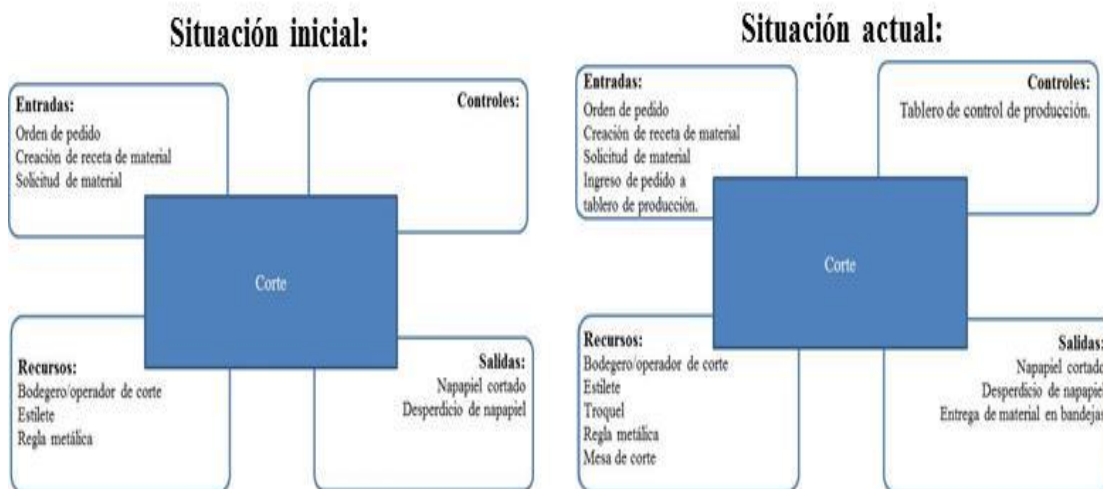 Situación inicial:
Entradas:
Orden de pedido
Creación de receta de material
Solicitud de material
Controles:
Corte
Recursos:
Bodegero/operador de corte
Estilete
Regla metálica
Salidas:
Napapiel cortado
Desperdicio de napapiel
Situación actual:
Entradas:
Orden de pedido
Creación de receta de material
Solicitud de material
Ingreso de pedido a
tablero de producción.
Controles:
Tablero de control de producción.
Corte
Recursos:
Bodegero/operador de corte
Estilete
Troquel
Regla metálica
Mesa de corte
Salidas:
Napapiel cortado
Desperdicio de napapiel
Entrega de material en bandejas